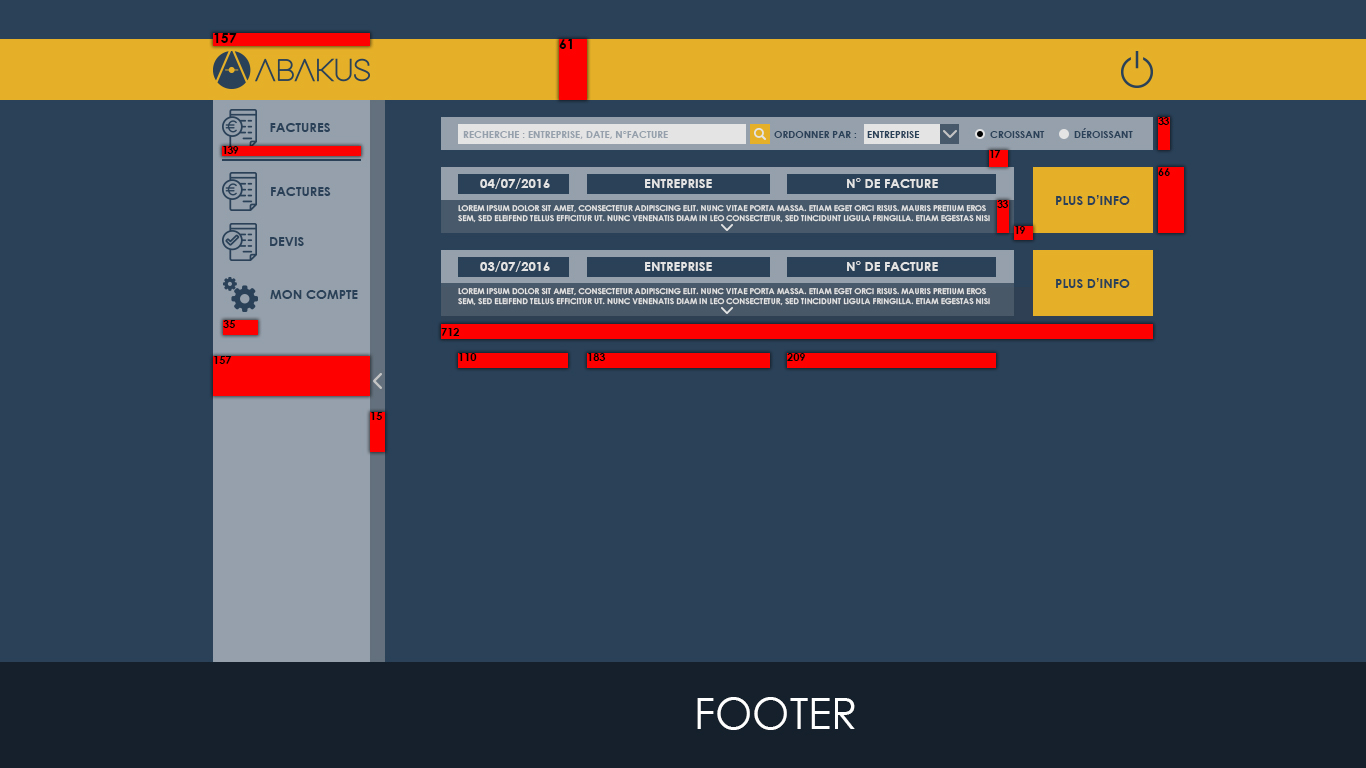 157
61
ABAKUS
FACTURES
139
FACTURES
DEVIS
MON COMPTE
35
157
15
RECHERCHE : ENTREPRISE, DATE, N°FACTURE
ORDONNER PAR :
ENTREPRISE
CROISSANT
DÉROISSANT
33
17
04/07/2016
ENTREPRISE
N° DE FACTURE
PLUS D'INFO
66
LOREM IPSUM DOLOR SIT AMET, CONSECTETUR ADIPISCING ELIT. NUNC VITAE PORTA MASSA. ETIAM EGET ORCI RISUS. MAURIS PRETIUM EROS
SEM, SED ELEIFEND TELLUS EFFICITUR UT. NUNC VENENATIS DIAM IN LEO CONSECTETUR, SED TINCIDUNT LIGULA FRINGILLA. ETIAM EGESTAS NISI
33
19
03/07/2016
ENTREPRISE
N° DE FACTURE
PLUS D'INFO
LOREM IPSUM DOLOR SIT AMET, CONSECTETUR ADIPISCING ELIT. NUNC VITAE PORTA MASSA. ETIAM EGET ORCI RISUS. MAURIS PRETIUM EROS
SEM, SED ELEIFEND TELLUS EFFICITUR UT. NUNC VENENATIS DIAM IN LEO CONSECTETUR, SED TINCIDUNT LIGULA FRINGILLA. ETIAM EGESTAS NISI
712
110
183
209
FOOTER